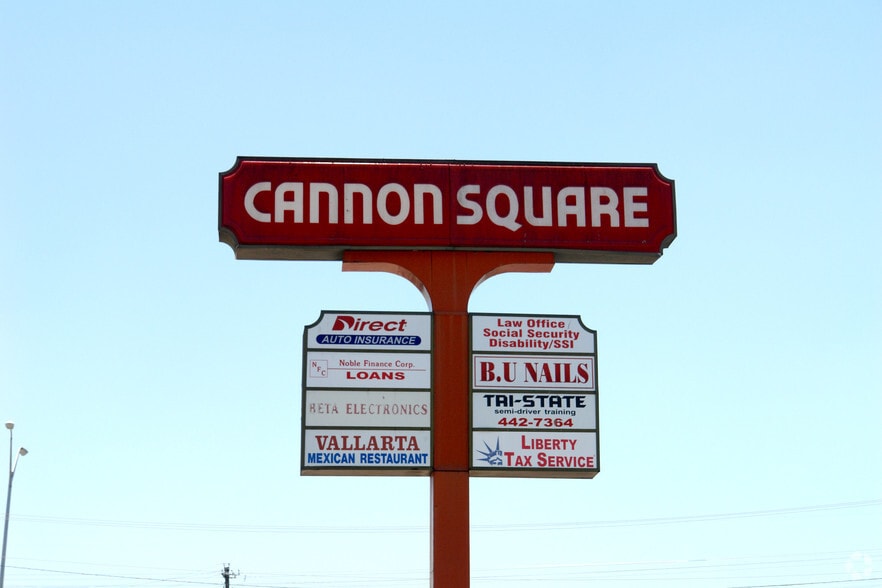 CANNON SQUARE
Direct
AUTO INSURANCE
NFC
Noble Finance Corp.
LOANS
BETA ELECTRONICS
VALLARTA
MEXICAN RESTAURANT
Law Office
Social Security
Disability/SSI
B.U NAILS
TRI-STATE
semi-driver training
442-7364
LIBERTY
TAX SERVICE